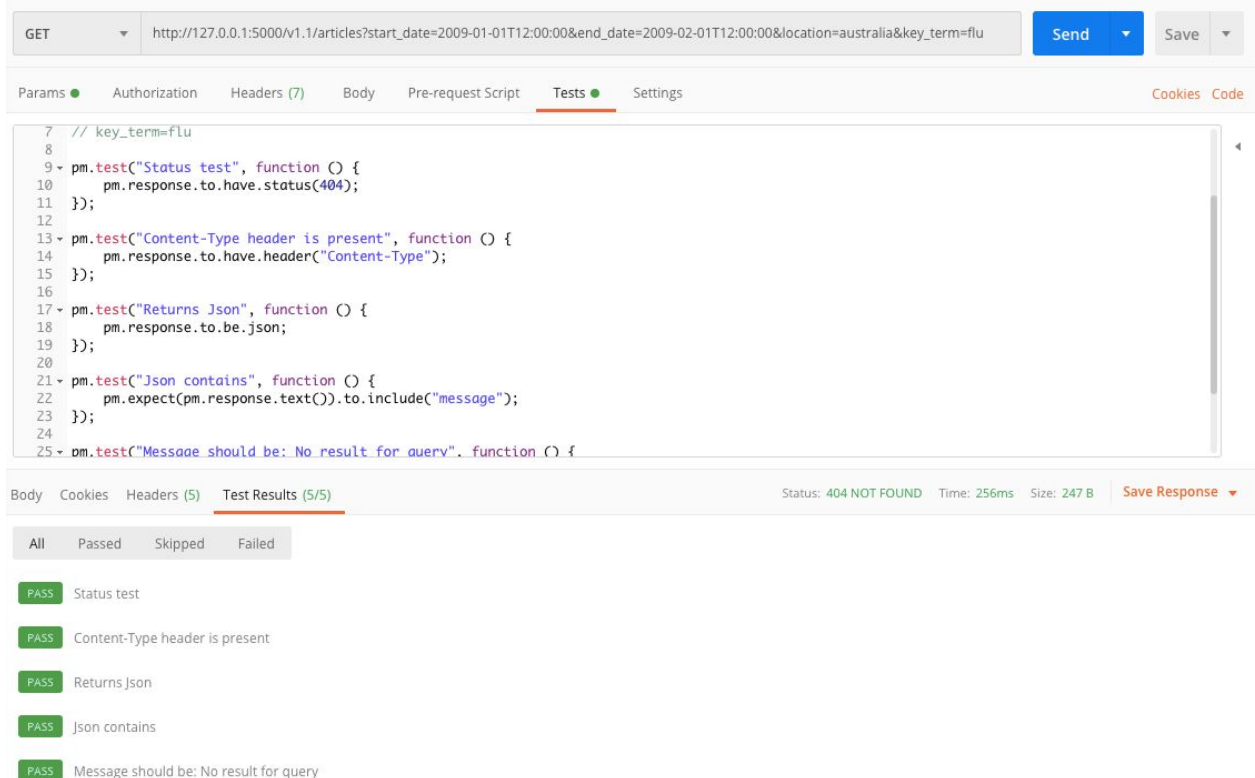 GET http://127.0.0.1:5000/v1.1/articles?start_date=2009-01-01T12:00:00&end_date=2009-02-01T12:00:00&location=australia&key_term=flu Send Save
Params Authorization Headers (7) Body Pre-request Script Tests Settings Cookies Code
7 // key_term=flu
8
9 pm.test("Status test", function () {
10 pm.response.to.have.status(404);
11 });
12
13 pm.test("Content-Type header is present", function () {
14 pm.response.to.have.header("Content-Type");
15 });
16
17 pm.test("Returns Json", function () {
18 pm.response.to.be.json;
19 });
20
21 pm.test("Json contains", function () {
22 pm.expect(pm.response.text()).to.include("message");
23 });
24
25 pm.test("Message should be: No result for query", function () {
Body Cookies Headers (5) Test Results (5/5) Status: 404 NOT FOUND Time: 256ms Size: 247 B Save Response
All Passed Skipped Failed
PASS Status test
PASS Content-Type header is present
PASS Returns Json
PASS Json contains
PASS Message should be: No result for query